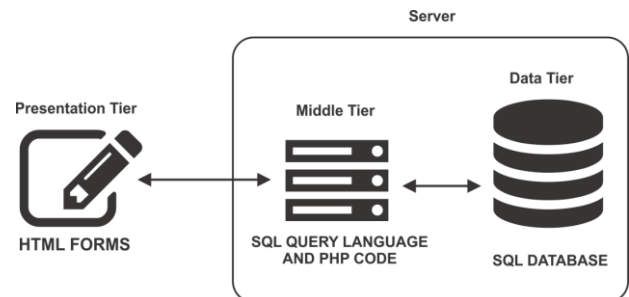 Server
Presentation Tier
Middle Tier
Data Tier
HTML FORMS
SQL QUERY LANGUAGE
AND PHP CODE
SQL DATABASE